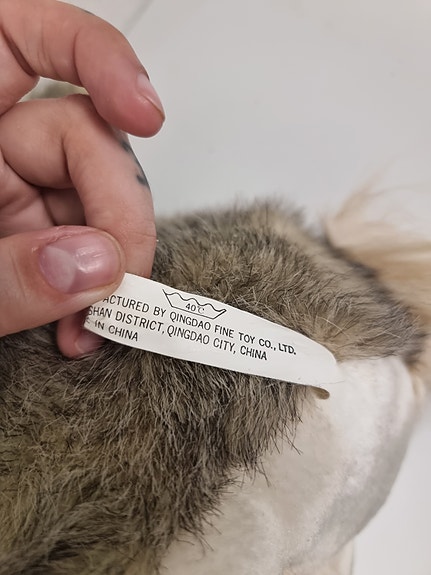 40°C
ACTURED BY QINGDAO FINE TOY CO., LTD.
SHAN DISTRICT, QINGDAO CITY, CHINA
IN CHINA